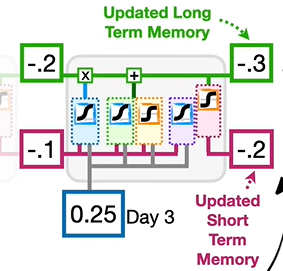 Updated Long
Term Memory
-.2
x
+
-.3
-.1
-.2
0.25 Day 3
Updated
Short
Term
Memory